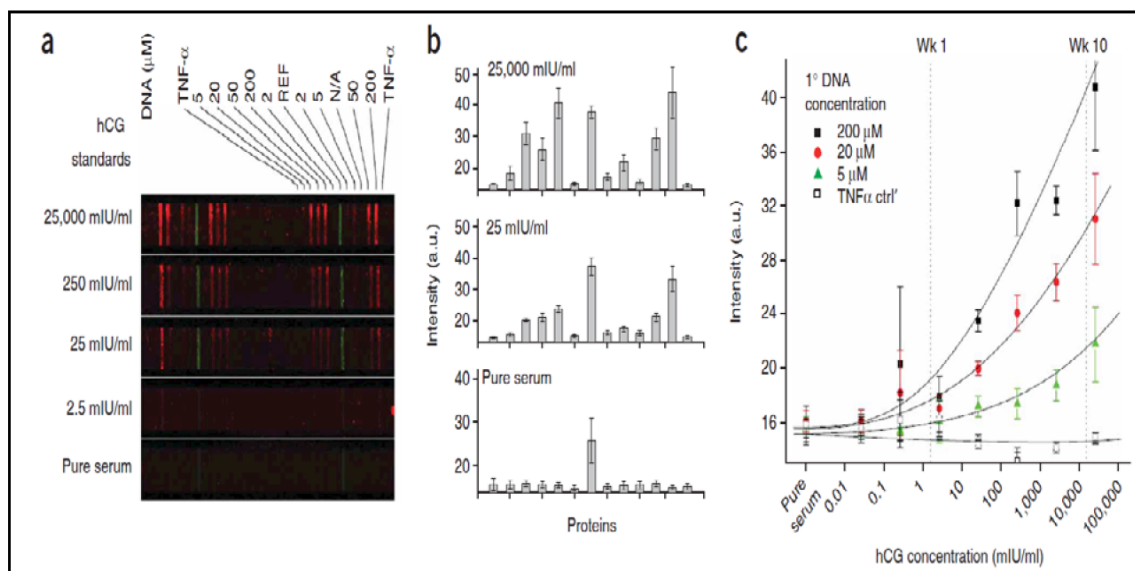 a
DNA (μM)
TNF-α
5
20
50
200
2
REF
2
5
N/A
50
200
TNF-α
hCG
standards
25,000 mIU/ml
250 mIU/ml
25 mIU/ml
2.5 mIU/ml
Pure serum
b
Intensity (a.u.)
25,000 mIU/ml
50
40
30
20
25 mIU/ml
50
40
30
20
Pure serum
40
30
20
Proteins
c
Wk 1
Wk 10
1° DNA
concentration
200 μM
20 μM
5 μM
TNFα ctrl'
Intensity (a.u.)
40
36
32
28
24
20
16
Pure
serum
0.01
0.1
1
10
100
1,000
10,000
100,000
hCG concentration (mIU/ml)